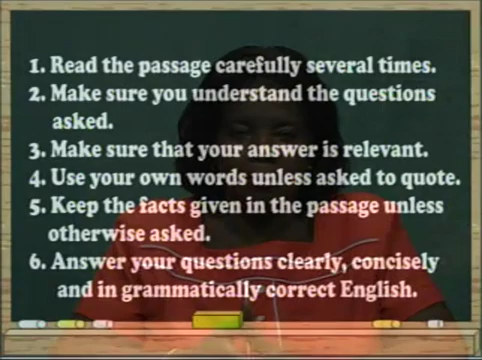 1. Read the passage carefully several times.
2. Make sure you understand the questions
asked.
3. Make sure that your answer is relevant.
4. Use your own words unless asked to quote.
5. Keep the facts given in the passage unless
otherwise asked.
6. Answer your questions clearly, concisely
and in grammatically correct English.